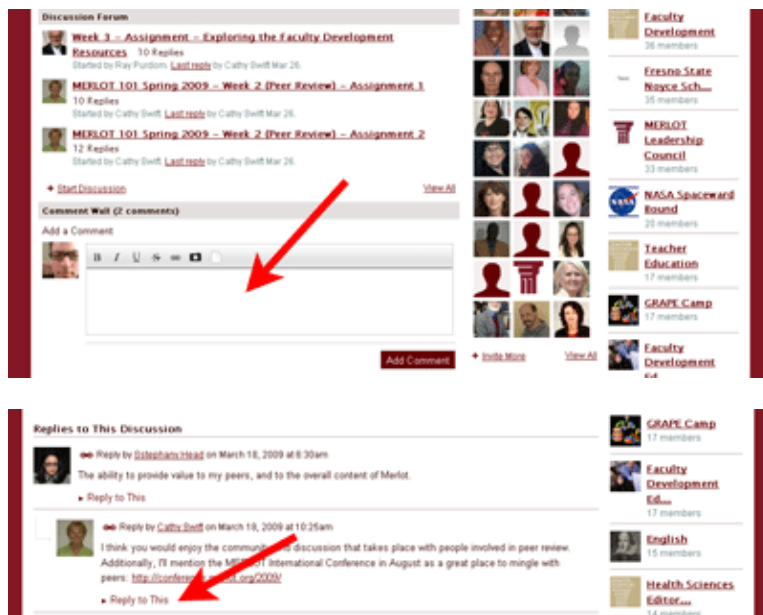 Discussion Forum
Week 3 – Assignment – Exploring the Faculty Development
Resources 10 Replies
Started by Ray Purdom. Last reply by Cathy Swift Mar 26.
MERLOT 101 Spring 2009 – Week 2 (Peer Review) – Assignment 1
10 Replies
Started by Cathy Swift. Last reply by Cathy Swift Mar 26.
MERLOT 101 Spring 2009 – Week 2 (Peer Review) – Assignment 2
12 Replies
Started by Cathy Swift. Last reply by Cathy Swift Mar 26.
+ Start Discussion
View All
Comment Wall (2 comments)
Add a Comment
B I U S
Add Comment
+ Invite More
View All
Faculty
Development
36 members
Fresno State
Noyce Sch....
35 members
MERLOT
Leadership
Council
33 members
NASA Spaceward
Bound
20 members
Teacher
Education
17 members
GRAPE Camp
17 members
Faculty
Development
Ed....
Replies to This Discussion
Reply by Sstephany Head on March 18, 2009 at 6:30am
The ability to provide value to my peers, and to the overall content of Merlot.
▸ Reply to This
Reply by Cathy Swift on March 18, 2009 at 10:25am
I think you would enjoy the discussion that takes place with people involved in peer review.
Additionally, I'll mention the International Conference in August as a great place to mingle with
peers:
▸ Reply to This
GRAPE Camp
17 members
Faculty
Development
Ed....
17 members
English
15 members
Health Sciences
Editor....
14 members